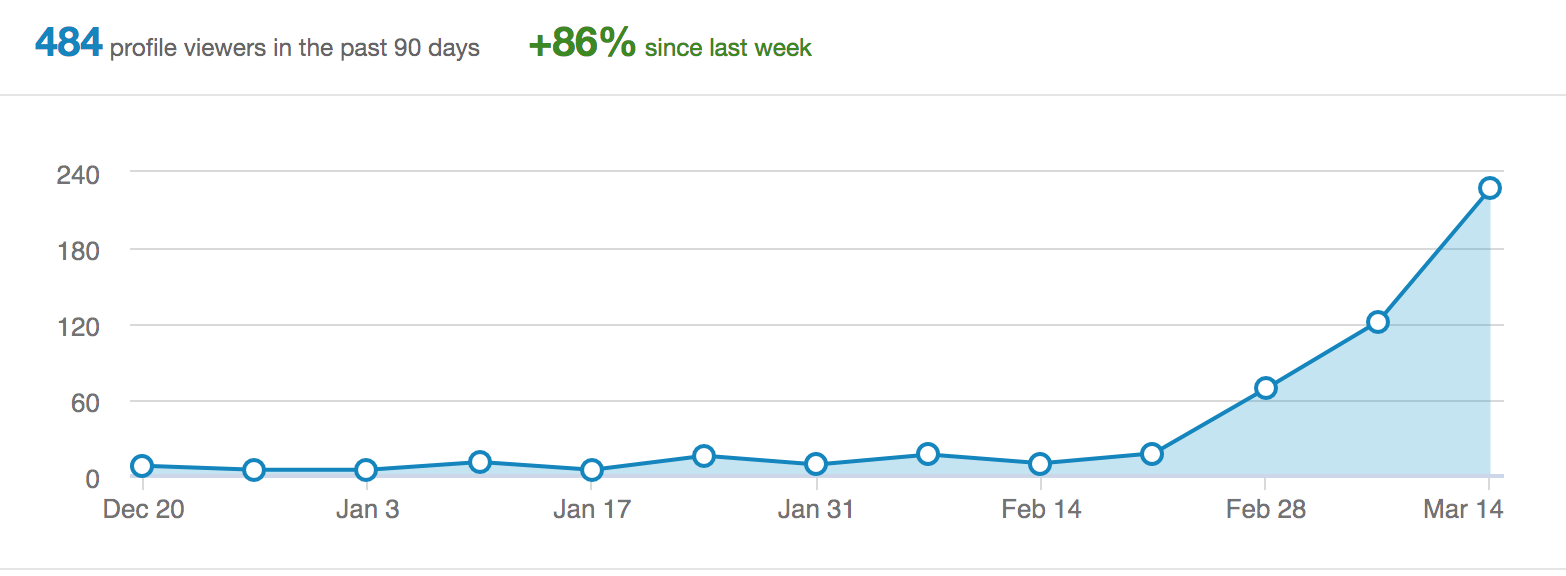 484 profile viewers in the past 90 days +86% since last week
240
180
120
60
0
Dec 20 Jan 3 Jan 17 Jan 31 Feb 14 Feb 28 Mar 14